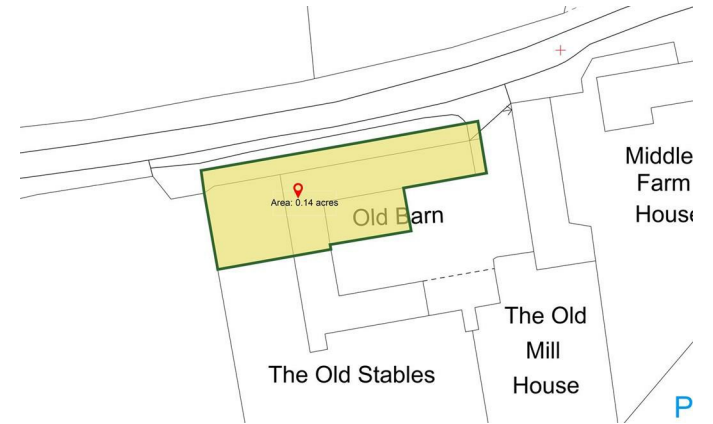 Middle
Farm
House
Area: 0.14 acres
Old Barn
The Old
Mill
House
The Old Stables
P